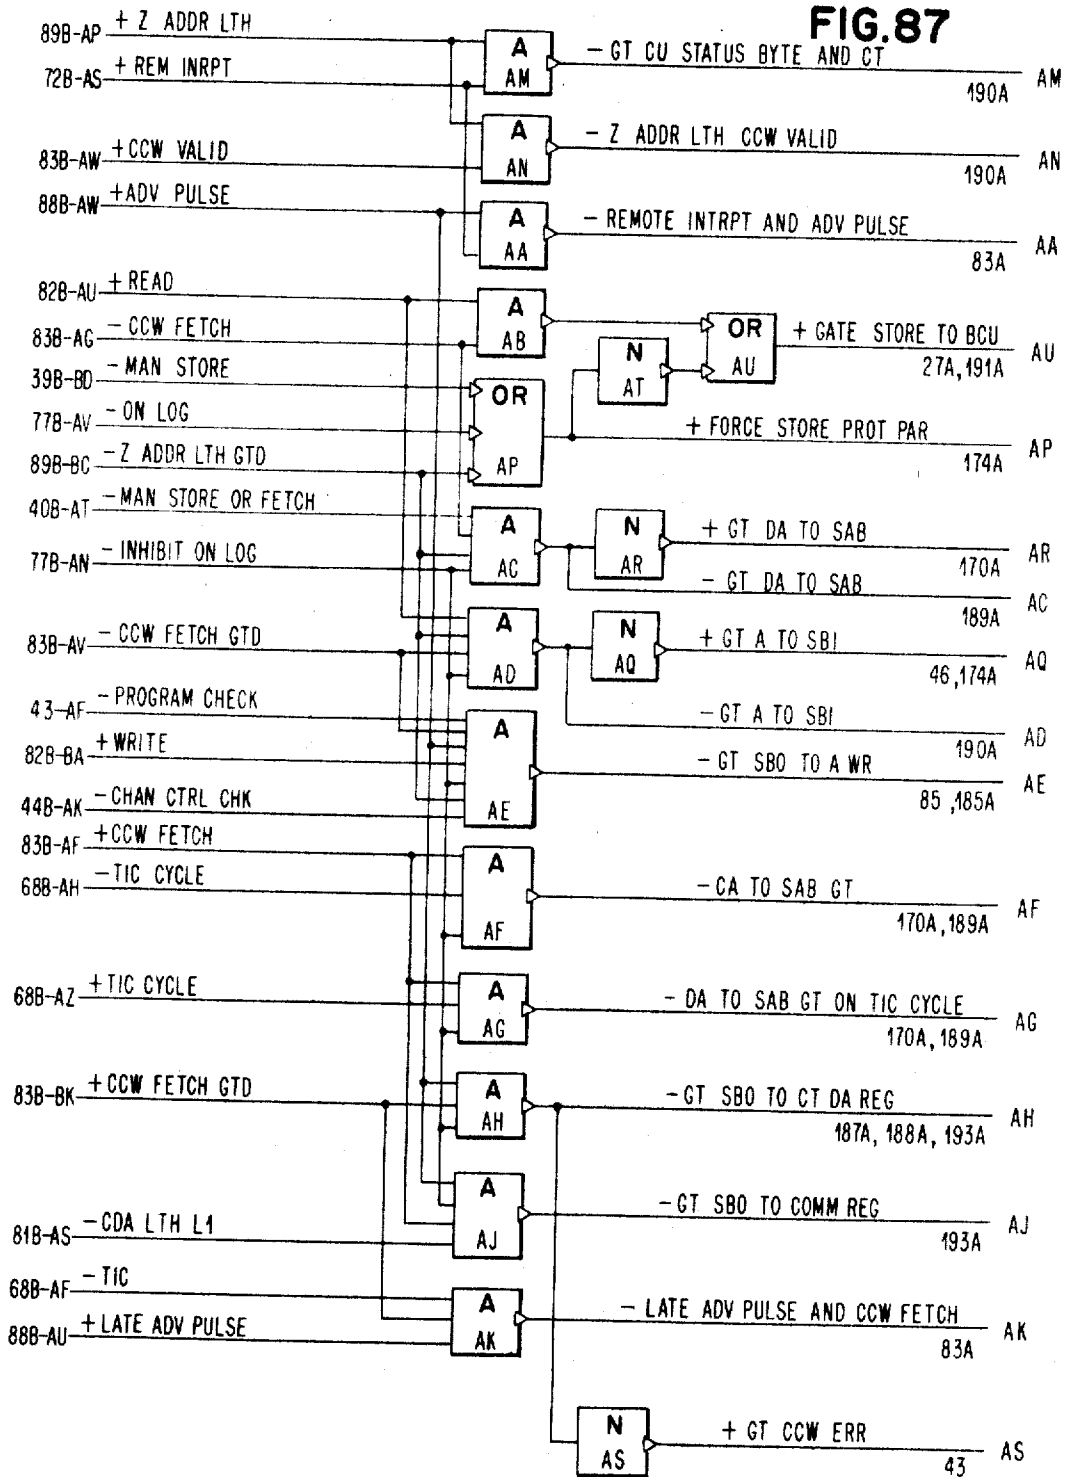 FIG.87
89B-AP + Z ADDR LTH
A
AM
- GT CU STATUS BYTE AND CT
190A
AM
72B-AS + REM INRPT
A
AN
- Z ADDR LTH CCW VALID
190A
AN
83B-AW +CCW VALID
88B-AW +ADV PULSE
A
AA
- REMOTE INTRPT AND ADV PULSE
83A
AA
82B-AU + READ
A
AB
83B-AG - CCW FETCH
OR
AU
+ GATE STORE TO BCU
27A,191A
AU
N
AT
39B-BD - MAN STORE
OR
AP
77B-AV - ON LOG
+ FORCE STORE PROT PAR
174A
AP
89B-BC - Z ADDR LTH GTD
40B-AT - MAN STORE OR FETCH
A
AC
N
AR
+ GT DA TO SAB
170A
AR
77B-AN - INHIBIT ON LOG
- GT DA TO SAB
189A
AC
83B-AV - CCW FETCH GTD
A
AD
N
AQ
+ GT A TO SBI
46,174A
AQ
43-AF - PROGRAM CHECK
- GT A TO SBI
190A
AD
82B-BA + WRITE
A
AE
- GT SBO TO A WR
85,185A
AE
44B-AK - CHAN CTRL CHK
83B-AF +CCW FETCH
68B-AH - TIC CYCLE
A
AF
- CA TO SAB GT
170A,189A
AF
68B-AZ + TIC CYCLE
A
AG
- DA TO SAB GT ON TIC CYCLE
170A,189A
AG
83B-BK + CCW FETCH GTD
A
AH
- GT SBO TO CT DA REG
187A, 188A, 193A
AH
81B-AS - CDA LTH L1
A
AJ
- GT SBO TO COMM REG
193A
AJ
68B-AF - TIC
88B-AU + LATE ADV PULSE
A
AK
- LATE ADV PULSE AND CCW FETCH
83A
AK
N
AS
+ GT CCW ERR
43
AS